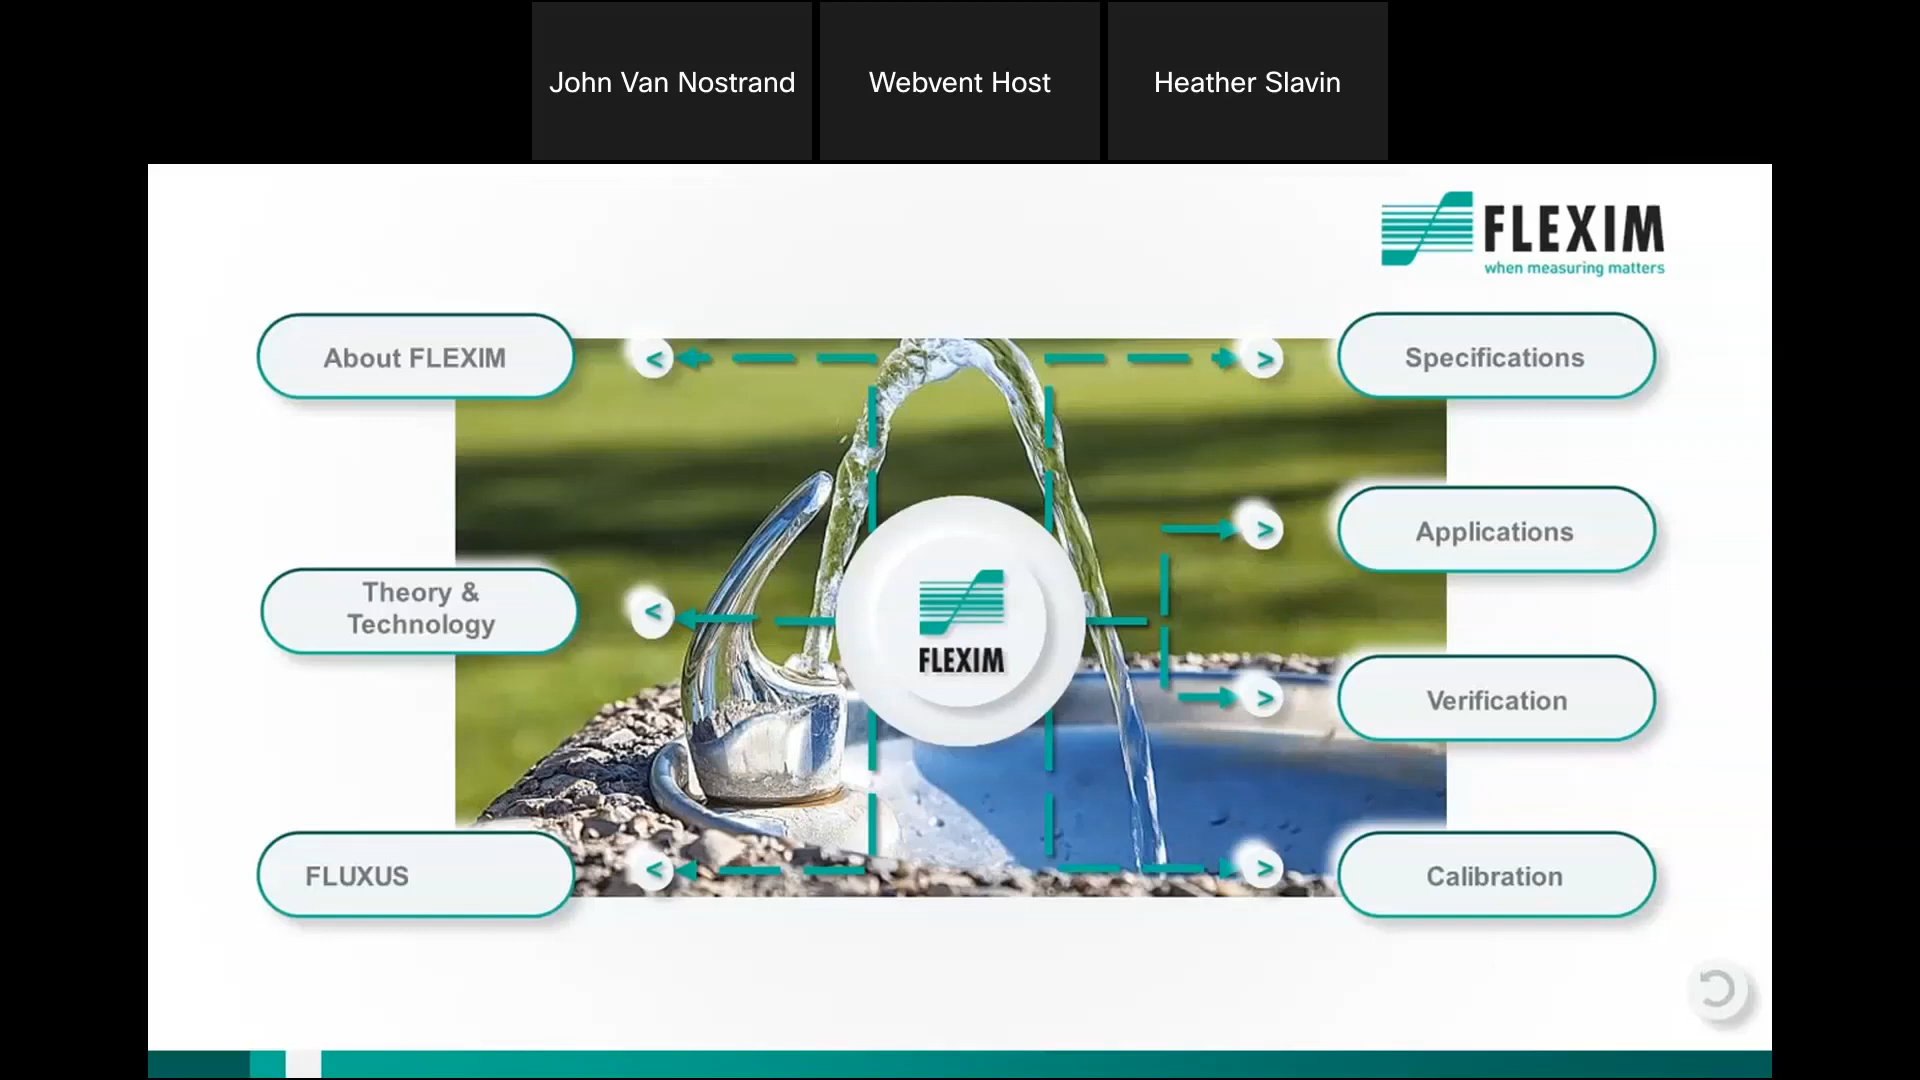 John Van Nostrand
Webvent Host
Heather Slavin
FLEXIM
when measuring matters
About FLEXIM
<
>
Specifications
>
Applications
Theory &
Technology
<
FLEXIM
>
Verification
FLUXUS
<
>
Calibration